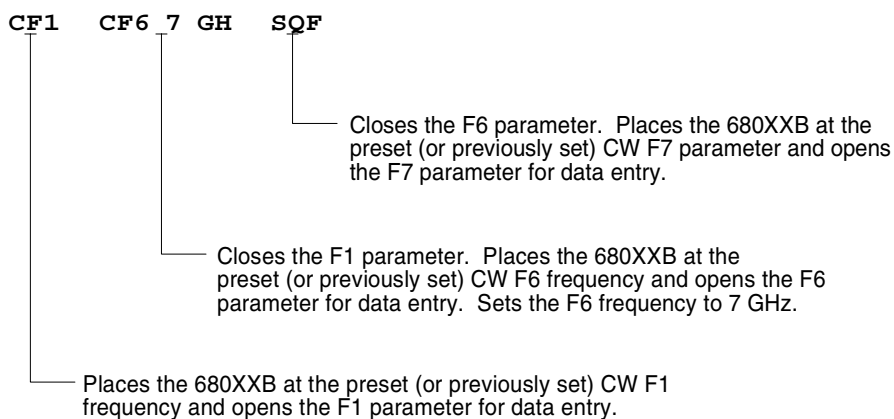 CF1 CF6 7 GH SQF
Closes the F6 parameter. Places the 680XXB at the
preset (or previously set) CW F7 parameter and opens
the F7 parameter for data entry.
Closes the F1 parameter. Places the 680XXB at the
preset (or previously set) CW F6 frequency and opens the F6
parameter for data entry. Sets the F6 frequency to 7 GHz.
Places the 680XXB at the preset (or previously set) CW F1
frequency and opens the F1 parameter for data entry.